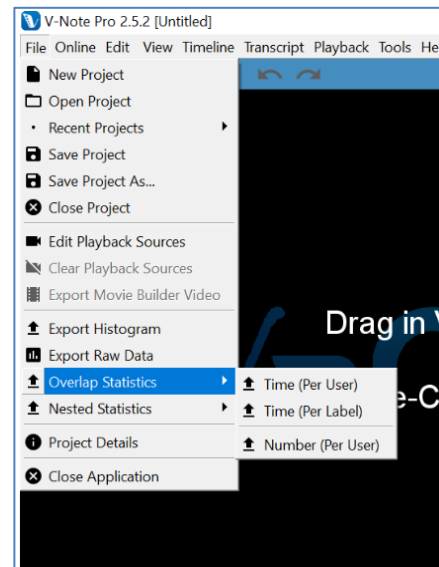 V-Note Pro 2.5.2 [Untitled]
File Online Edit View Timeline Transcript Playback Tools He
New Project
Open Project
Recent Projects
Save Project
Save Project As...
Close Project
Edit Playback Sources
Clear Playback Sources
Export Movie Builder Video
Drag in
Export Histogram
Export Raw Data
Overlap Statistics
Time (Per User)
e-C
Nested Statistics
Time (Per Label)
Number (Per User)
Project Details
Close Application